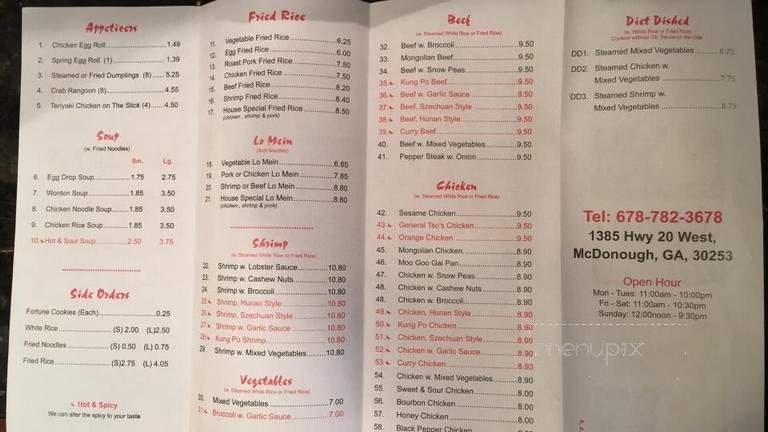 Appetizers
1. Chicken Egg Roll 1.49
2. Spring Egg Roll (1) 1.39
3. Steamed or Fried Dumplings (8) 5.25
4. Crab Rangoon (8) 4.55
5. Teriyaki Chicken on The Stick (4) 4.50
Soup
(w. Fried Noodles)
Sm. Lg.
6. Egg Drop Soup 1.75 2.75
7. Wonton Soup 1.85 3.50
8. Chicken Noodle Soup 1.85 3.50
9. Chicken Rice Soup 1.85 3.50
10. Hot & Sour Soup 2.50 3.75
Side Orders
Fortune Cookies (Each) 0.25
White Rice (S) 2.00 (L)2.50
Fried Noodles (S) 0.50 (L) 0.75
Fried Rice (S)2.75 (L) 4.05
Hot & Spicy
We can alter the spicy to your taste
Fried Rice
11. Vegetable Fried Rice 6.25
12. Egg Fried Rice 6.00
13. Roast Pork Fried Rice 7.50
14. Chicken Fried Rice 7.50
15. Beef Fried Rice 8.20
16. Shrimp Fried Rice 8.40
17. House Special Fried Rice 8.50
(chicken, shrimp & pork)
Lo Mein
(Soft Noodles)
18. Vegetable Lo Mein 6.85
19. Pork or Chicken Lo Mein 7.85
20. Shrimp or Beef Lo Mein 8.80
21. House Special Lo Mein 8.80
(chicken, shrimp & pork)
Shrimp
(w. Steamed White Rice or Fried Rice)
22. Shrimp w. Lobster Sauce 10.80
23. Shrimp w. Cashew Nuts 10.80
24. Shrimp w. Broccoli 10.80
25. Shrimp, Hunan Style 10.80
26. Shrimp, Szechuan Style 10.80
27. Shrimp w. Garlic Sauce 10.80
28. Kung Po Shrimp 10.80
29. Shrimp w. Mixed Vegetables 10.80
Vegetables
(w. Steamed White Rice or Fried Rice)
30. Mixed Vegetables 7.00
31. Broccoli w. Garlic Sauce 7.00
Beef
(w. Steamed White Rice or Fried Rice)
32. Beef w. Broccoli 9.50
33. Mongolian Beef 9.50
34. Beef w. Snow Peas 9.50
35. Kung Po Beef 9.50
36. Beef w. Garlic Sauce 9.50
37. Beef, Szechuan Style 9.50
38. Beef, Hunan Style 9.50
39. Curry Beef 9.50
40. Beef w. Mixed Vegetables 9.50
41. Pepper Steak w. Onion 9.50
Chicken
(w. Steamed White Rice or Fried Rice)
42. Sesame Chicken 9.50
43. General Tso's Chicken 9.50
44. Orange Chicken 9.50
45. Mongolian Chicken 8.90
46. Moo Goo Gai Pan 8.90
47. Chicken w. Snow Peas 8.90
48. Chicken w. Cashew Nuts 8.90
48. Chicken w. Broccoli 8.90
49. Chicken, Hunan Style 8.90
50. Kung Po Chicken 8.90
51. Chicken, Szechuan Style 8.90
52. Chicken w. Garlic Sauce 8.90
53. Curry Chicken 8.90
54. Chicken w. Mixed Vegetables 8.90
55. Sweet & Sour Chicken 8.00
56. Bourbon Chicken 8.00
57. Honey Chicken 8.00
58. Black Pepper Chicken
Diet Dished
(w. White Rice or Fried Rice)
Cooked without Oil, Sauce on the Side
DD1. Steamed Mixed Vegetables 6.70
DD2. Steamed Chicken w.
Mixed Vegetables 7.75
DD3. Steamed Shrimp w.
Mixed Vegetables 8.75
Tel: 678-782-3678
1385 Hwy 20 West,
McDonough, GA, 30253
Open Hour
Mon - Tues: 11:00am - 10:00pm
Fri - Sat: 11:00am - 10:30pm
Sunday: 12:00noon - 9:30pm
menupix